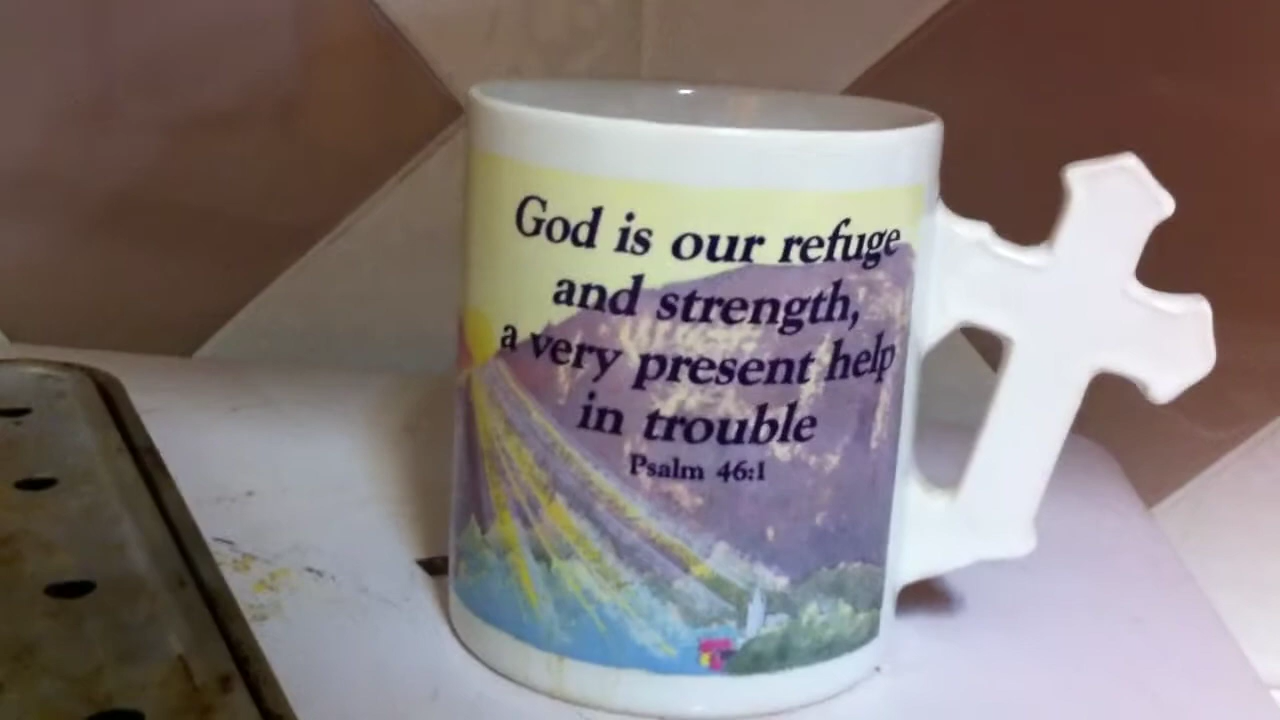 God is our refuge
and strength,
a very present help
in trouble
Psalm 46:1